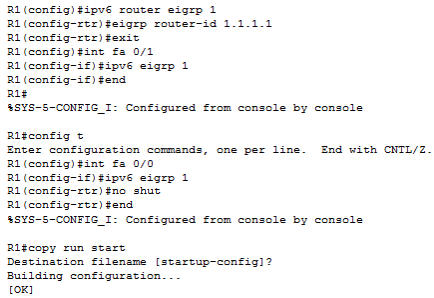 R1(config)#ipv6 router eigrp 1
R1(config-rtr)#eigrp router-id 1.1.1.1
R1(config-rtr)#exit
R1(config)#int fa 0/1
R1(config-if)#ipv6 eigrp 1
R1(config-if)#end
R1#
%SYS-5-CONFIG_I: Configured from console by console

R1#config t
Enter configuration commands, one per line.  End with CNTL/Z.
R1(config)#int fa 0/0
R1(config-if)#ipv6 eigrp 1
R1(config-rtr)#no shut
R1(config-rtr)#end
%SYS-5-CONFIG_I: Configured from console by console

R1#copy run start
Destination filename [startup-config]?
Building configuration...
[OK]